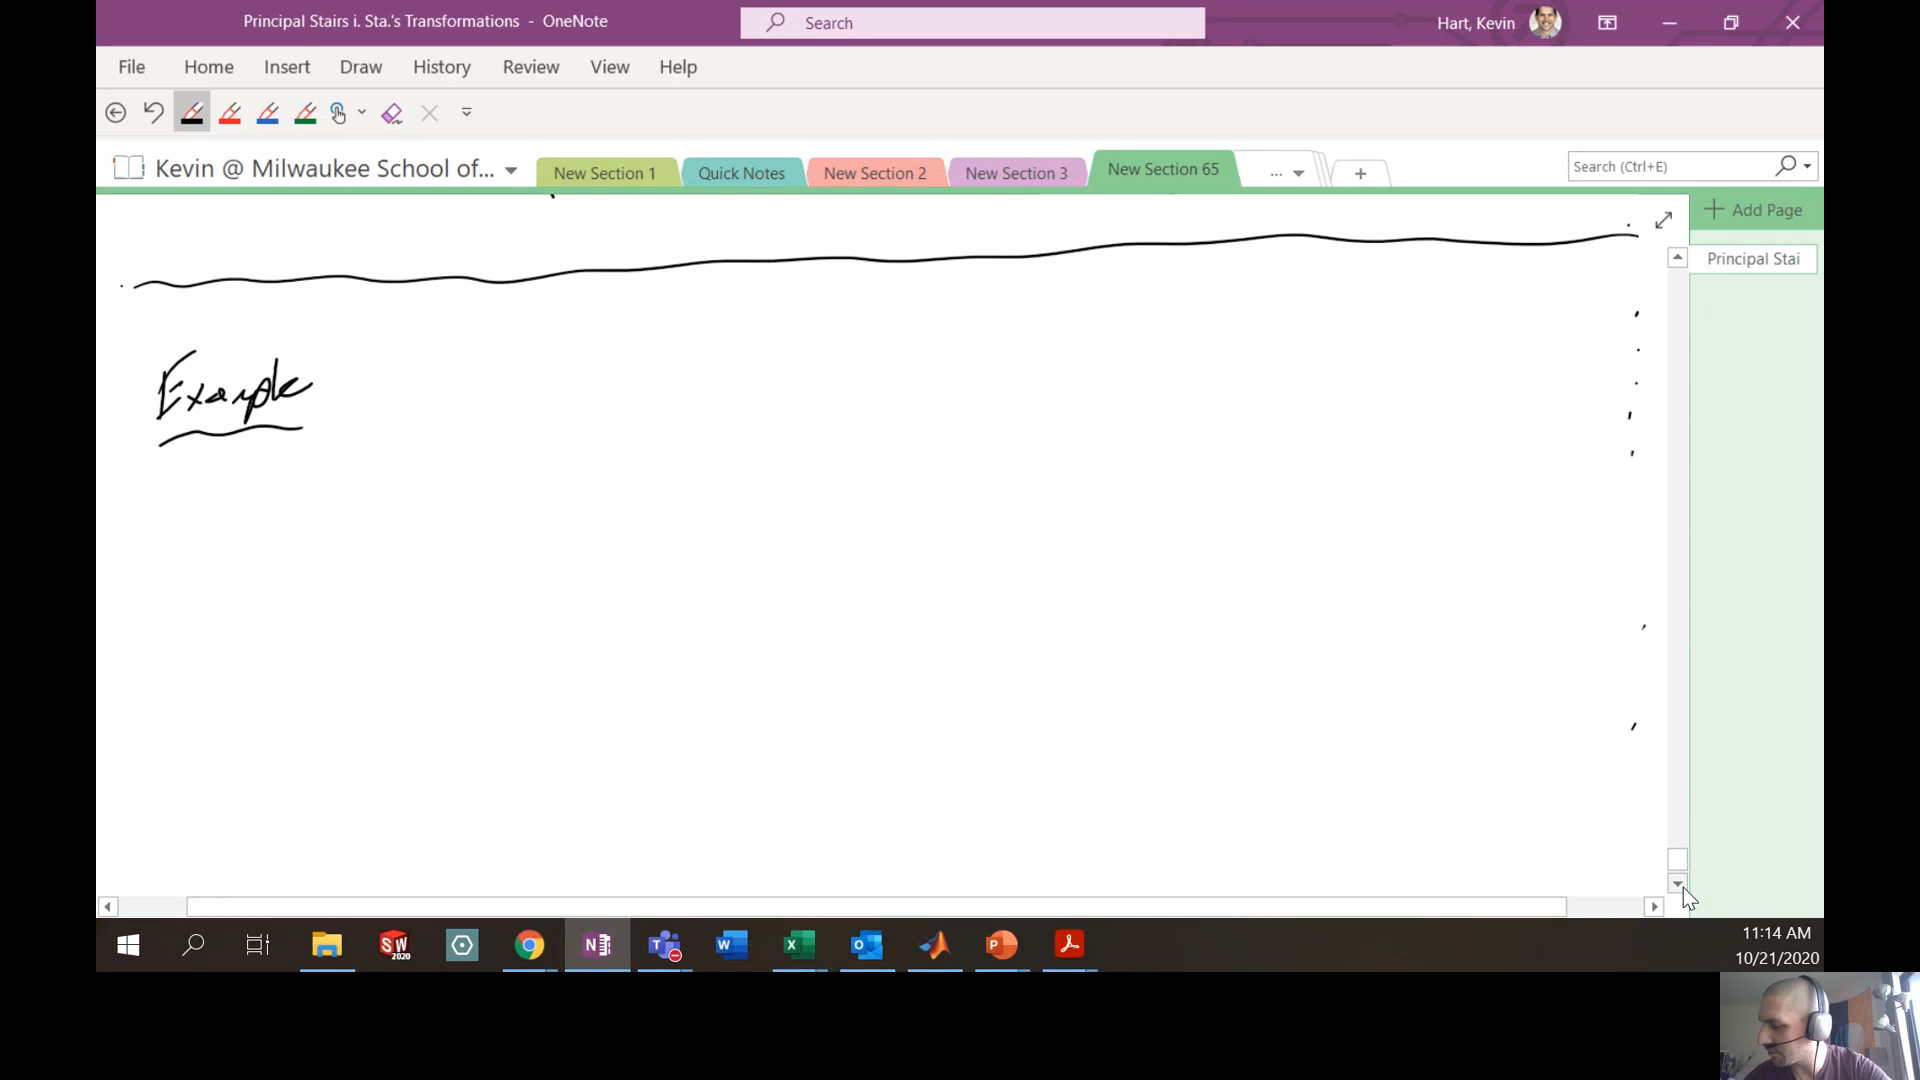 Principal Stairs i. Sta.'s Transformations - OneNote
Search
Hart, Kevin
File Home Insert Draw History Review View Help
Kevin @ Milwaukee School of...
New Section 1
Quick Notes
New Section 2
New Section 3
New Section 65
...
Search (Ctrl+E)
Add Page
Principal Stai
Example
SW
2020
N
T
W
X
O
P
11:14 AM
10/21/2020